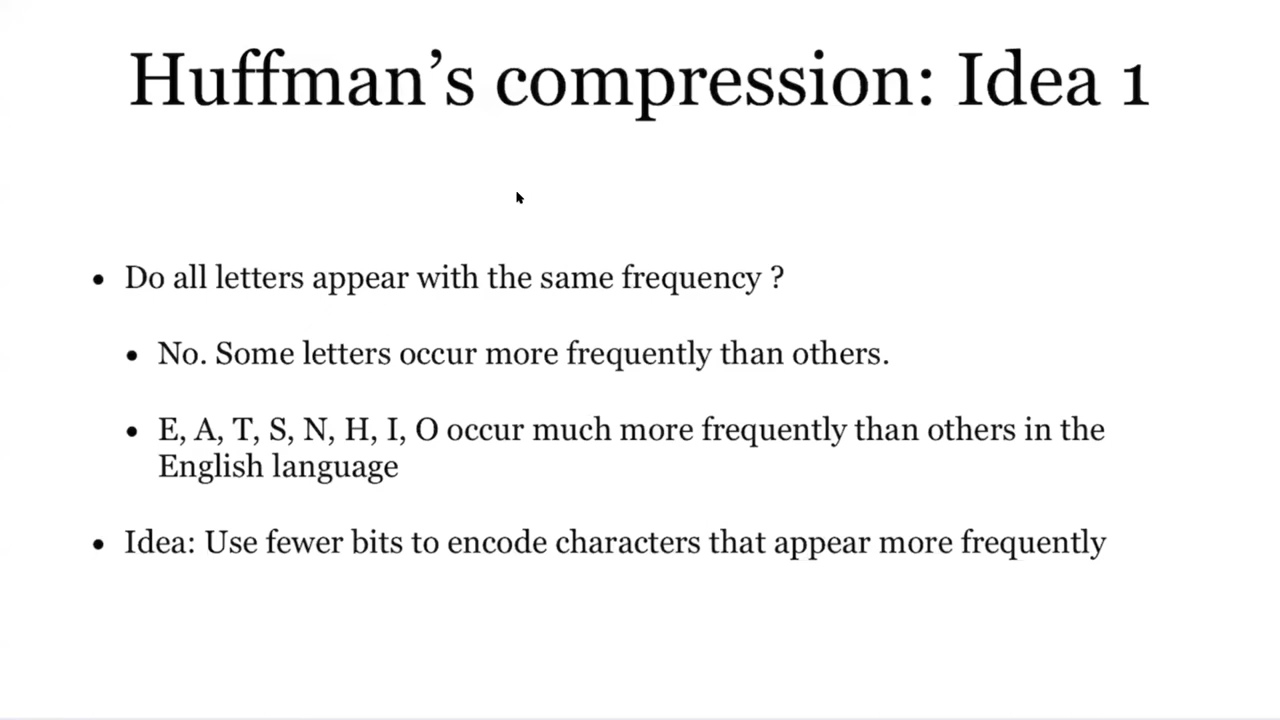 Huffman’s compression: Idea 1
• Do all letters appear with the same frequency ?
• No. Some letters occur more frequently than others.
• E, A, T, S, N, H, I, O occur much more frequently than others in the
English language
• Idea: Use fewer bits to encode characters that appear more frequently